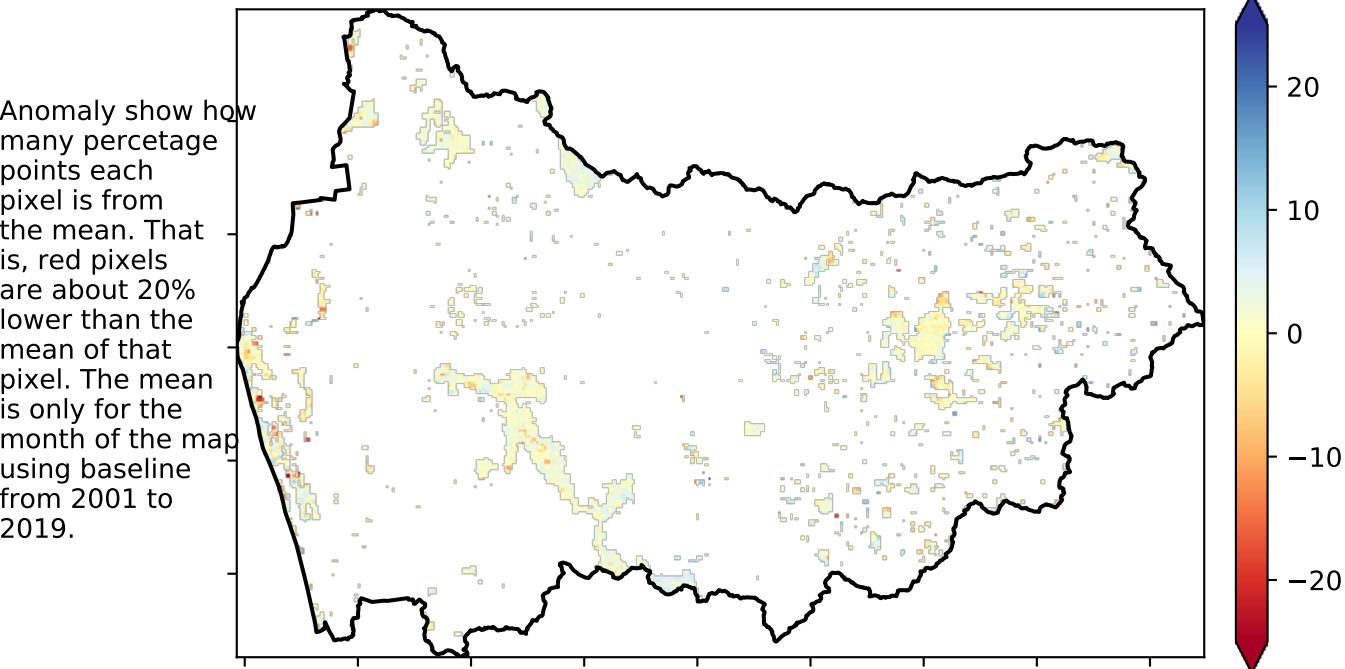 Anomaly show how
many percetage
points each
pixel is from
the mean. That
is, red pixels
are about 20%
lower than the
mean of that
pixel. The mean
is only for the
month of the map
using baseline
from 2001 to
2019.
20
10
0
−10
−20